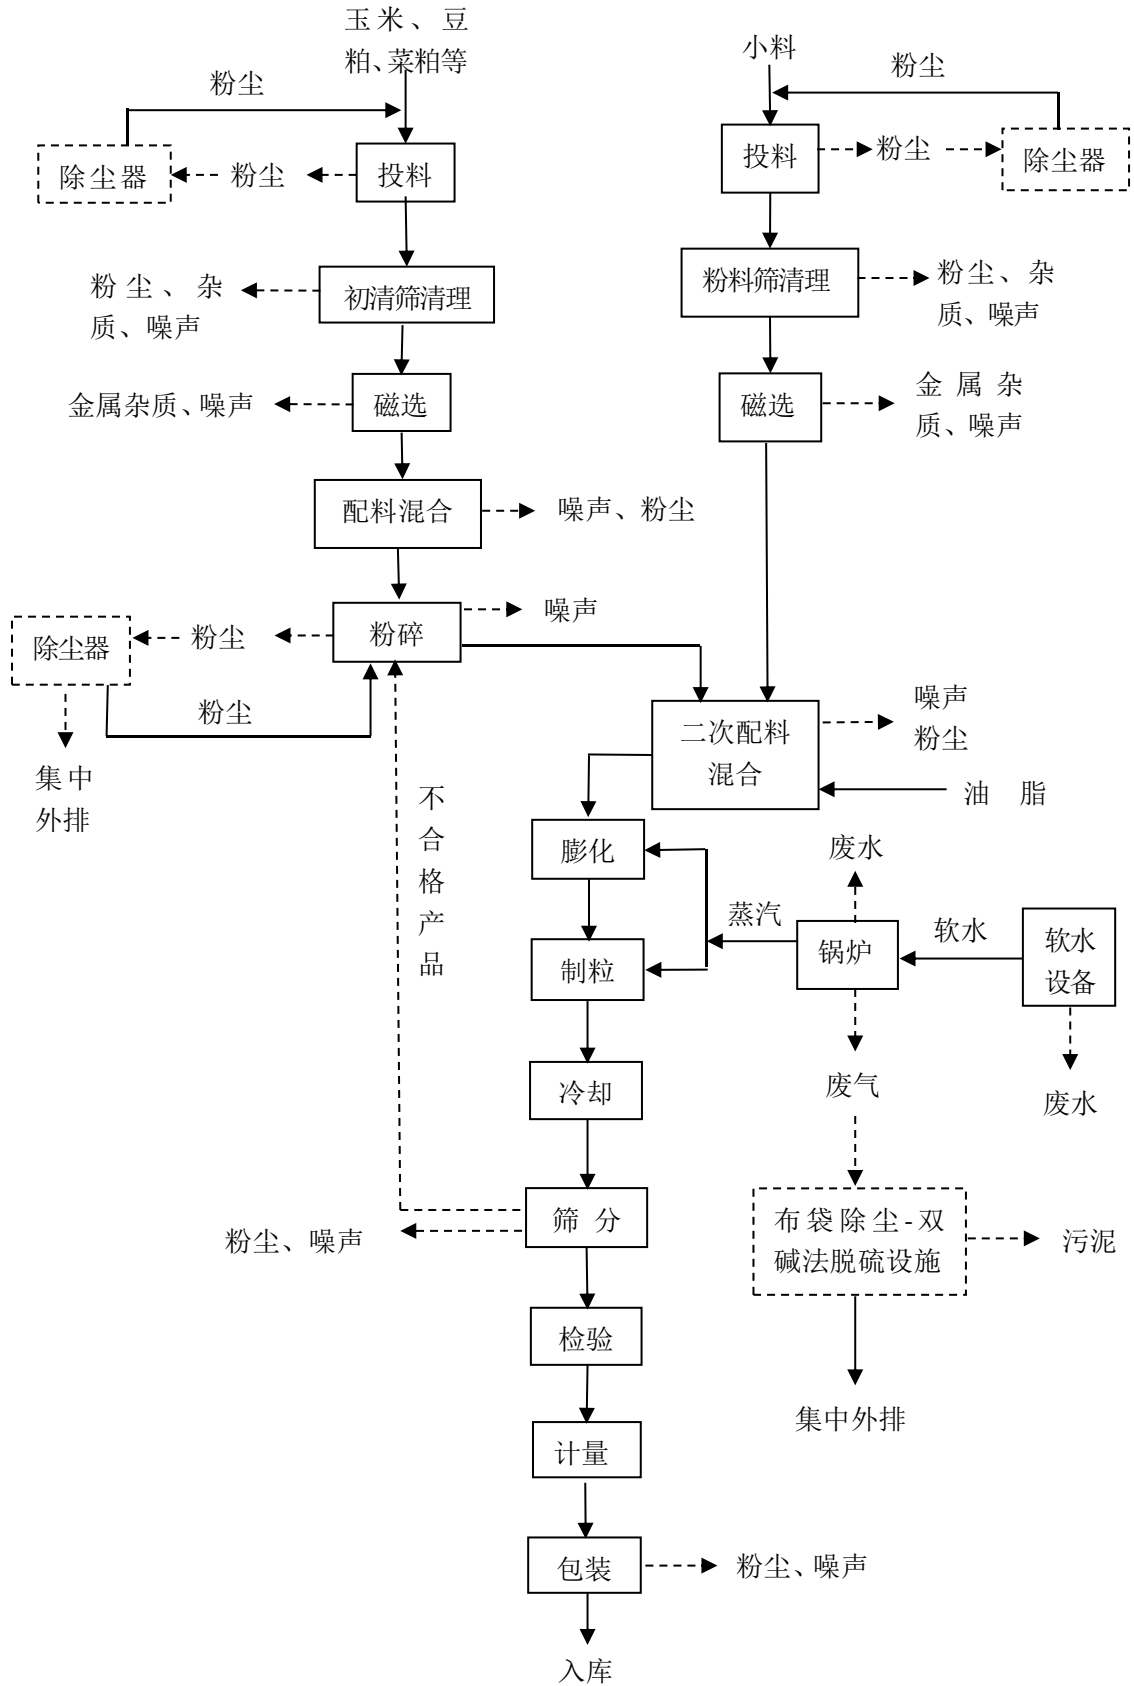 玉米、豆
粕、菜粕等
小料
粉尘
粉尘
投料
粉尘
除尘器
除尘器
粉尘
投料
粉尘、杂
质、噪声
初清筛清理
粉料筛清理
粉尘、杂
质、噪声
金属杂质、噪声
磁选
磁选
金属杂
质、噪声
配料混合
噪声、粉尘
噪声
除尘器
粉尘
粉碎
粉尘
噪声
粉尘
二次配料
混合
集中
外排
油脂
不合格产品
膨化
废水
蒸汽
锅炉
软水
软水
设备
制粒
冷却
废气
废水
筛分
粉尘、噪声
布袋除尘-双
碱法脱硫设施
污泥
检验
集中外排
计量
包装
粉尘、噪声
入库